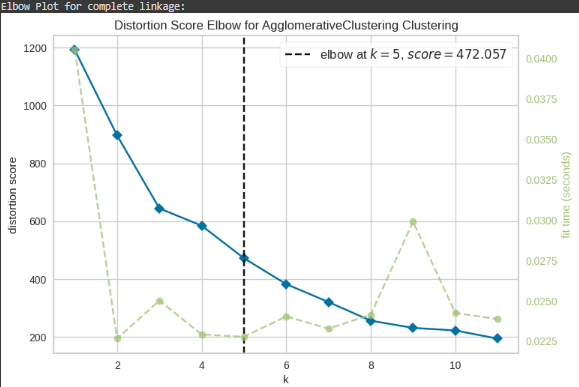 Elbow Plot for complete linkage:
Distortion Score Elbow for AgglomerativeClustering Clustering
elbow at k = 5, score = 472.057
distortion score
1200
1000
800
600
400
200
0.0400
0.0375
0.0350
0.0325
0.0300
0.0275
0.0250
0.0225
fit time (seconds)
2 4 6 8 10
k